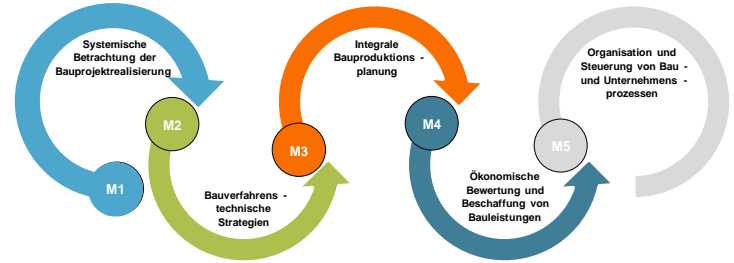 M1
Systemische
Betrachtung der
Bauprojektrealisierung
M2
Bauverfahrens -
technische
Strategien
M3
Integrale
Bauproduktions -
planung
M4
Ökonomische
Bewertung und
Beschaffung von
Bauleistungen
M5
Organisation und
Steuerung von Bau -
und Unternehmens -
prozessen